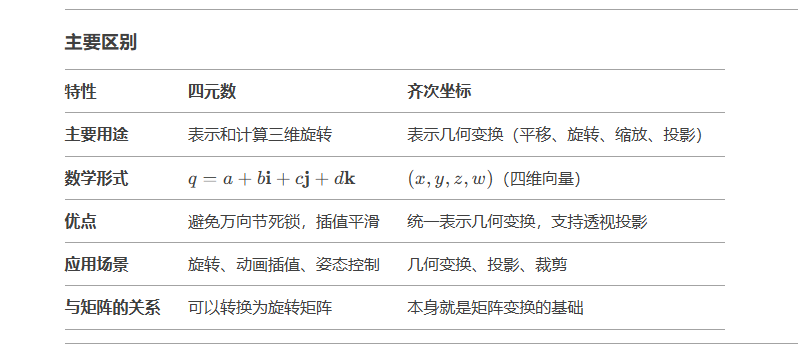 主要区别
特性 四元数 齐次坐标
主要用途 表示和计算三维旋转 表示几何变换（平移、旋转、缩放、投影）
数学形式 q = a + bi + cj + dk (x, y, z, w)（四维向量）
优点 避免万向节死锁，插值平滑 统一表示几何变换，支持透视投影
应用场景 旋转、动画插值、姿态控制 几何变换、投影、裁剪
与矩阵的关系 可以转换为旋转矩阵 本身就是矩阵变换的基础